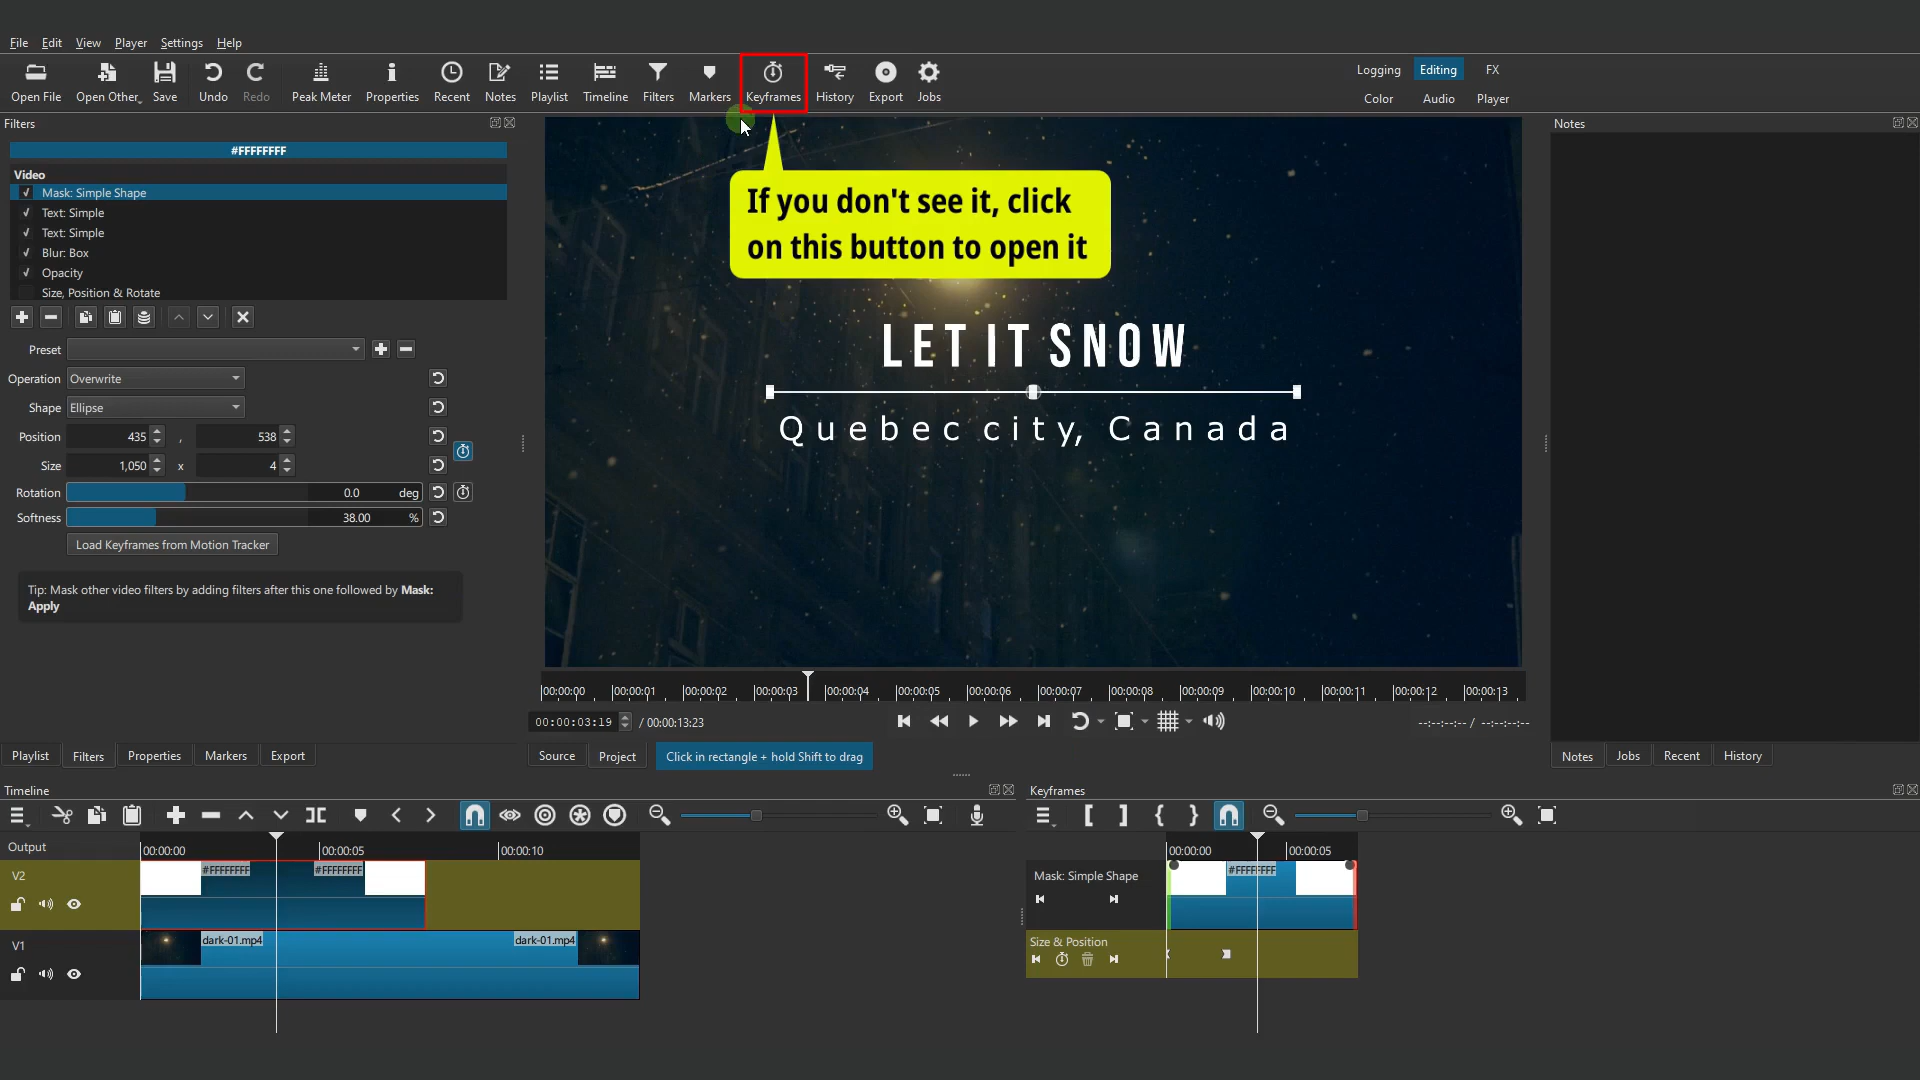 File Edit View Player Settings Help
Open File Open Other Save Undo Redo Peak Meter Properties Recent Notes Playlist Timeline Filters Markers Keyframes History Export Jobs
Logging Editing FX
Color Audio Player
Filters
#FFFFFFFF
Video
Mask: Simple Shape
Text: Simple
Text: Simple
Blur: Box
Opacity
Size, Position & Rotate
Preset
Operation Overwrite
Shape Ellipse
Position 435 , 538
Size 1,050 x 4
Rotation 0.0 deg
Softness 38.00 %
Load Keyframes from Motion Tracker
Tip: Mask other video filters by adding filters after this one followed by Mask:
Apply
If you don't see it, click
on this button to open it
LET IT SNOW
Quebec city, Canada
Notes
00:00:00 00:00:01 00:00:02 00:00:03 00:00:04 00:00:05 00:00:06 00:00:07 00:00:08 00:00:09 00:00:10 00:00:11 00:00:12 00:00:13
00:00:03:19 / 00:00:13:23
--:--:--:-- / --:--:--:--
Playlist Filters Properties Markers Export
Source Project Click in rectangle + hold Shift to drag
Notes Jobs Recent History
Timeline
Output
00:00:00 00:00:05 00:00:10
V2
#FFFFFFFF #FFFFFFFF
V1
dark-01.mp4 dark-01.mp4
Keyframes
00:00:00 00:00:05
Mask: Simple Shape
#FFFFFFFF
Size & Position